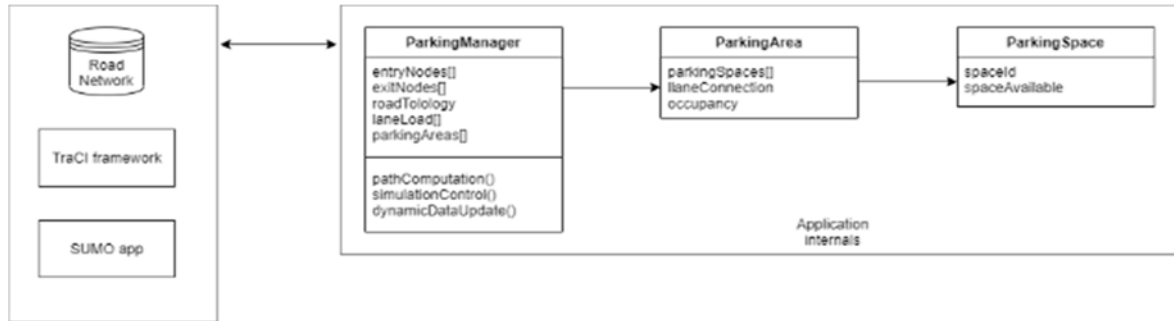 Road
Network
TraCI framework
SUMO app
ParkingManager
entryNodes[]
exitNodes[]
roadTolology
laneLoad[]
parkingAreas[]
pathComputation()
simulationControl()
dynamicDataUpdate()
ParkingArea
parkingSpaces[]
llaneConnection
occupancy
ParkingSpace
spaceId
spaceAvailable
Application
internals